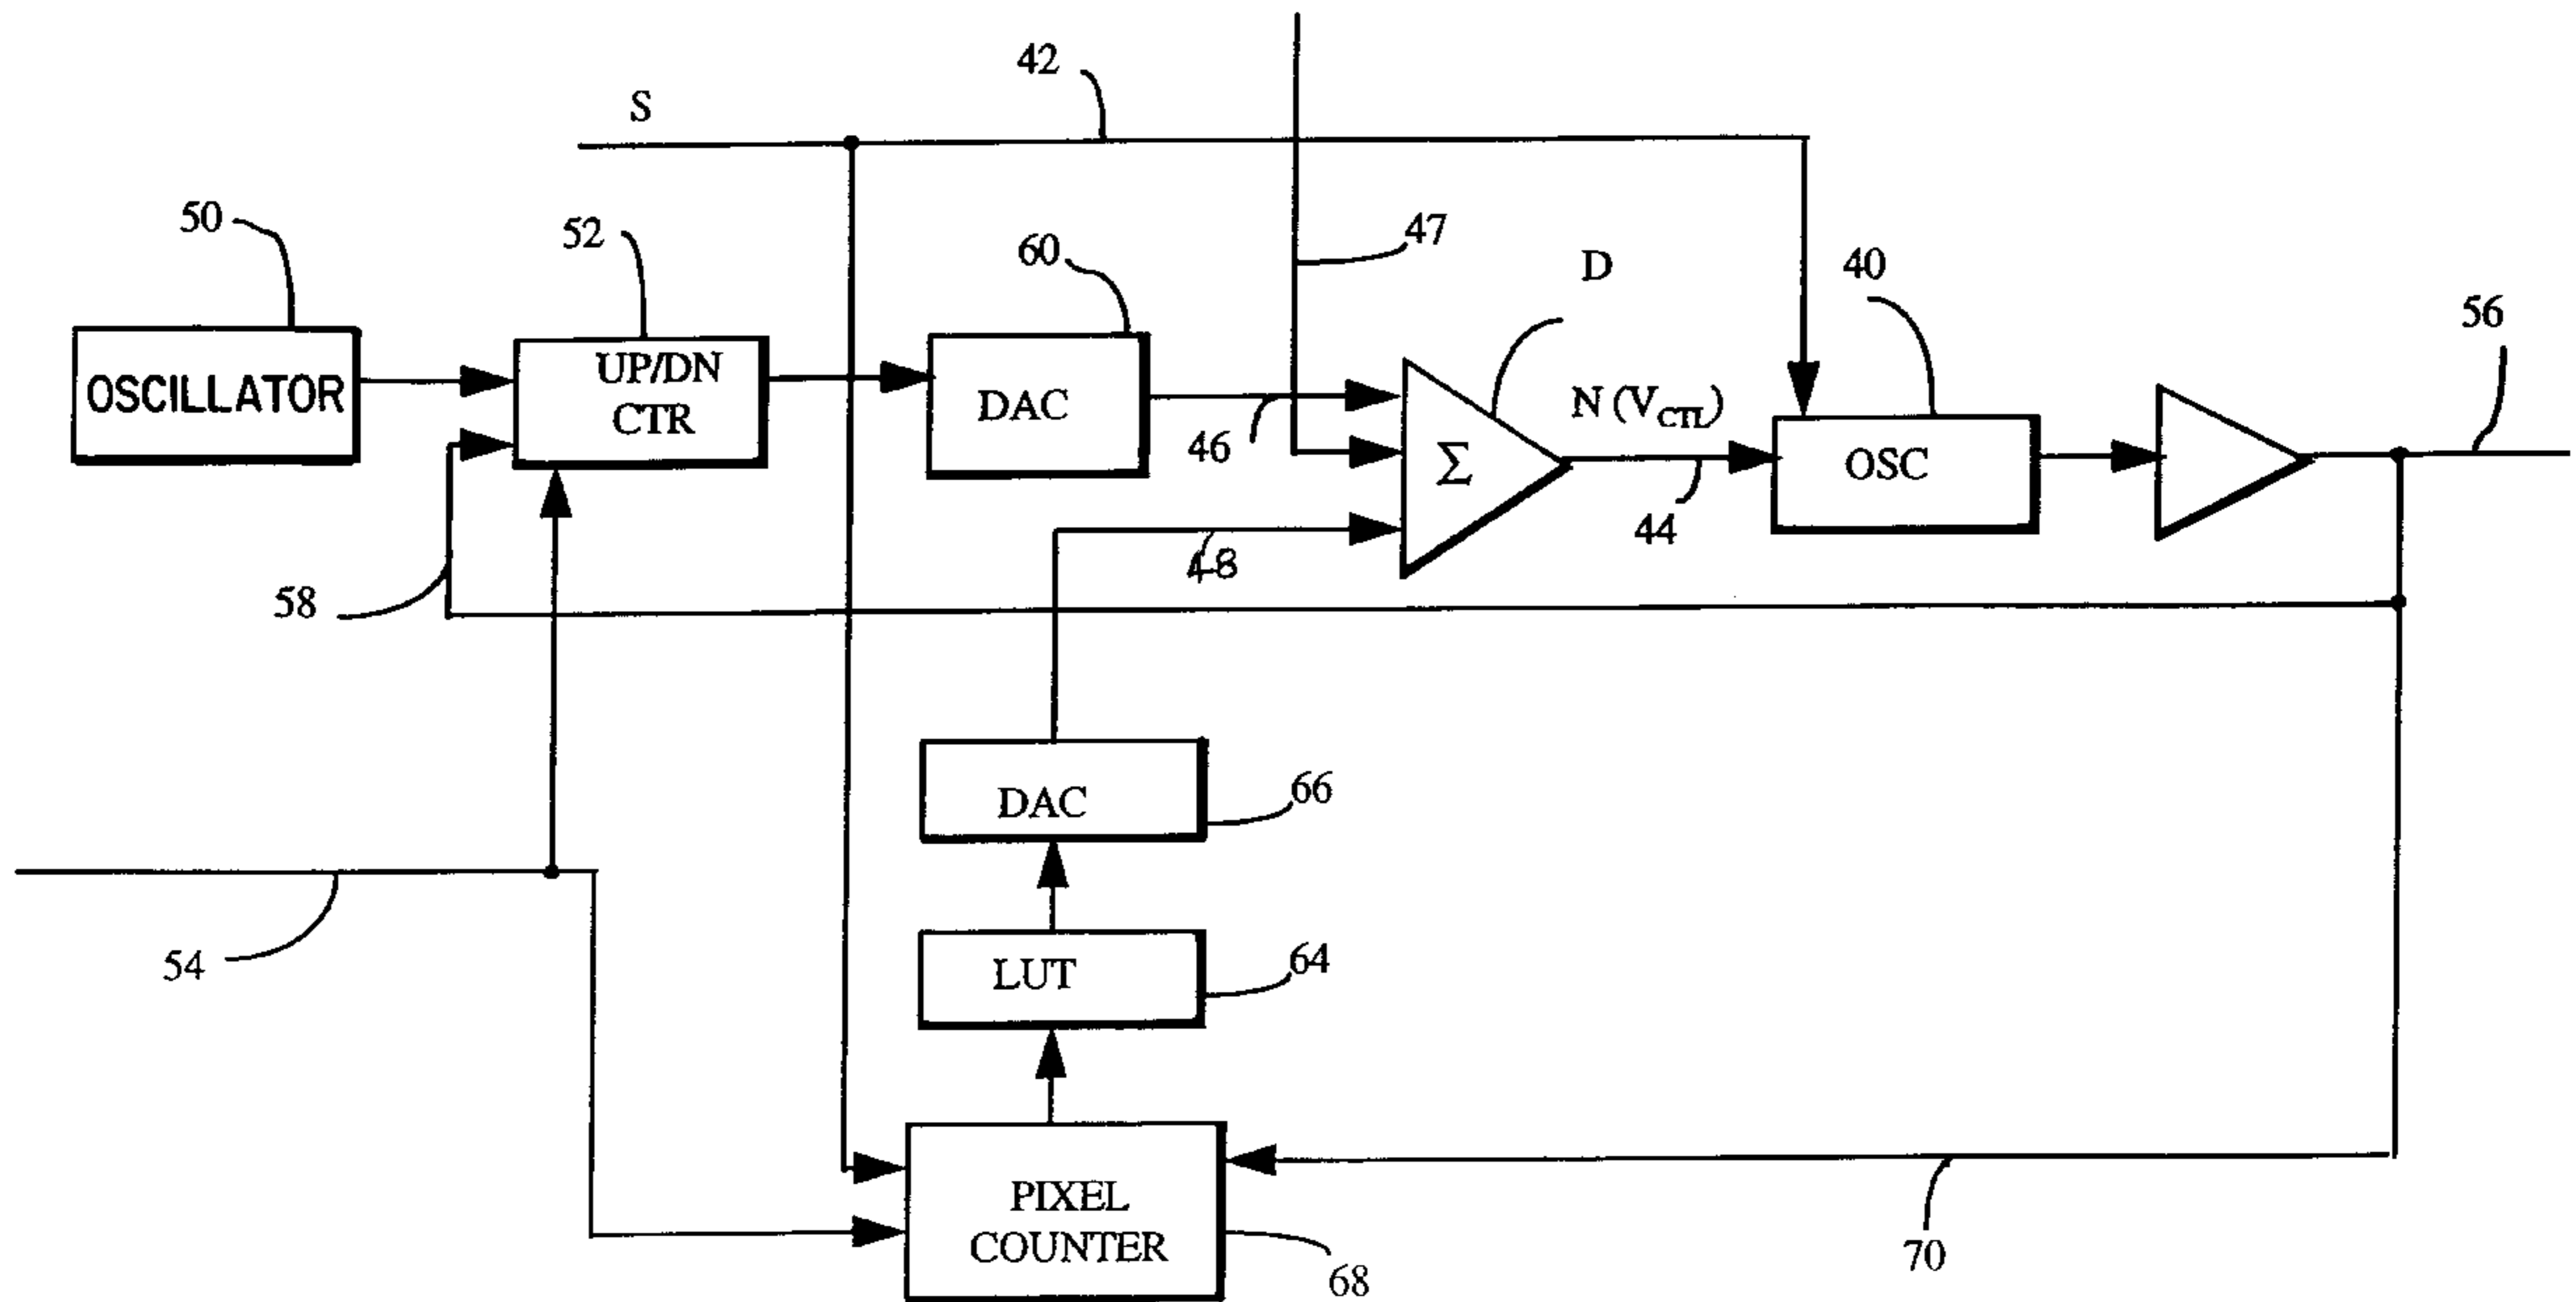 42
S
50
52
60
47
D
40
56
OSCILLATOR
UP/DN
CTR
DAC
46
Σ
N (V_CTL)
44
OSC
48
58
DAC
66
54
LUT
64
PIXEL
COUNTER
68
70